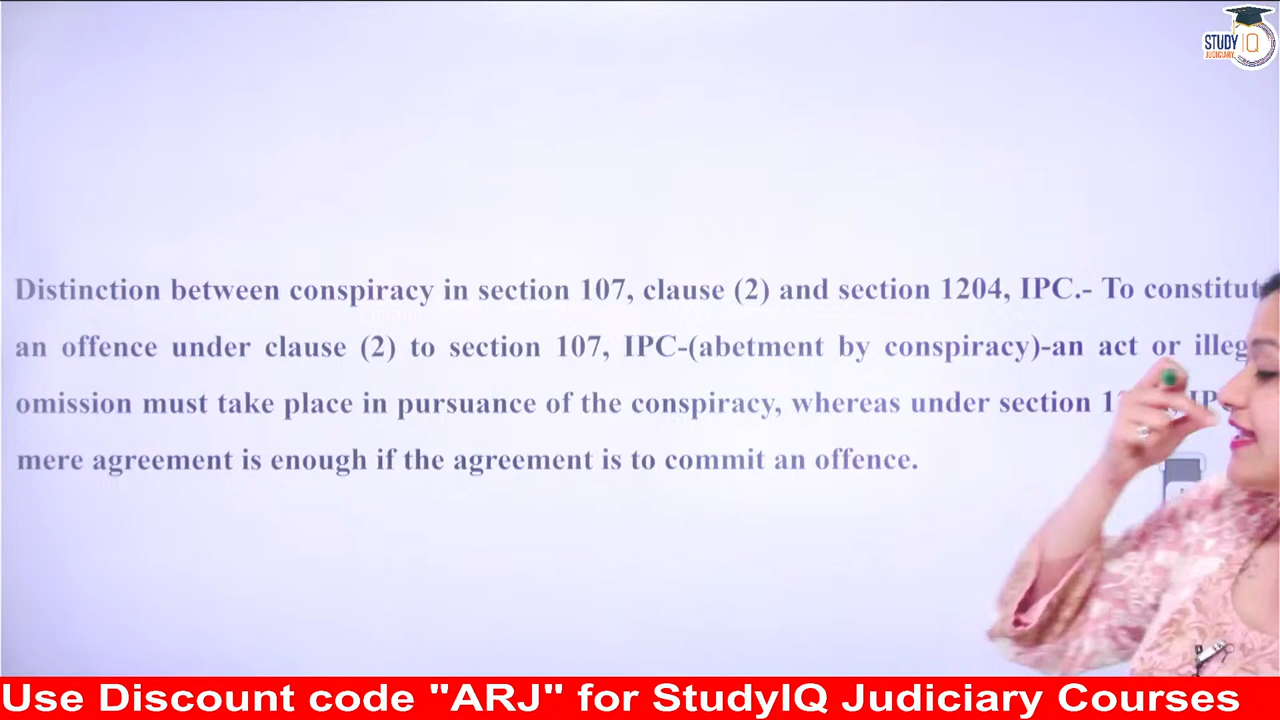 STUDY IQ
JUDICIARY
Distinction between conspiracy in section 107, clause (2) and section 1204, IPC.- To constitut
an offence under clause (2) to section 107, IPC-(abetment by conspiracy)-an act or illeg
omission must take place in pursuance of the conspiracy, whereas under section
mere agreement is enough if the agreement is to commit an offence.
Use Discount code "ARJ" for StudyIQ Judiciary Courses